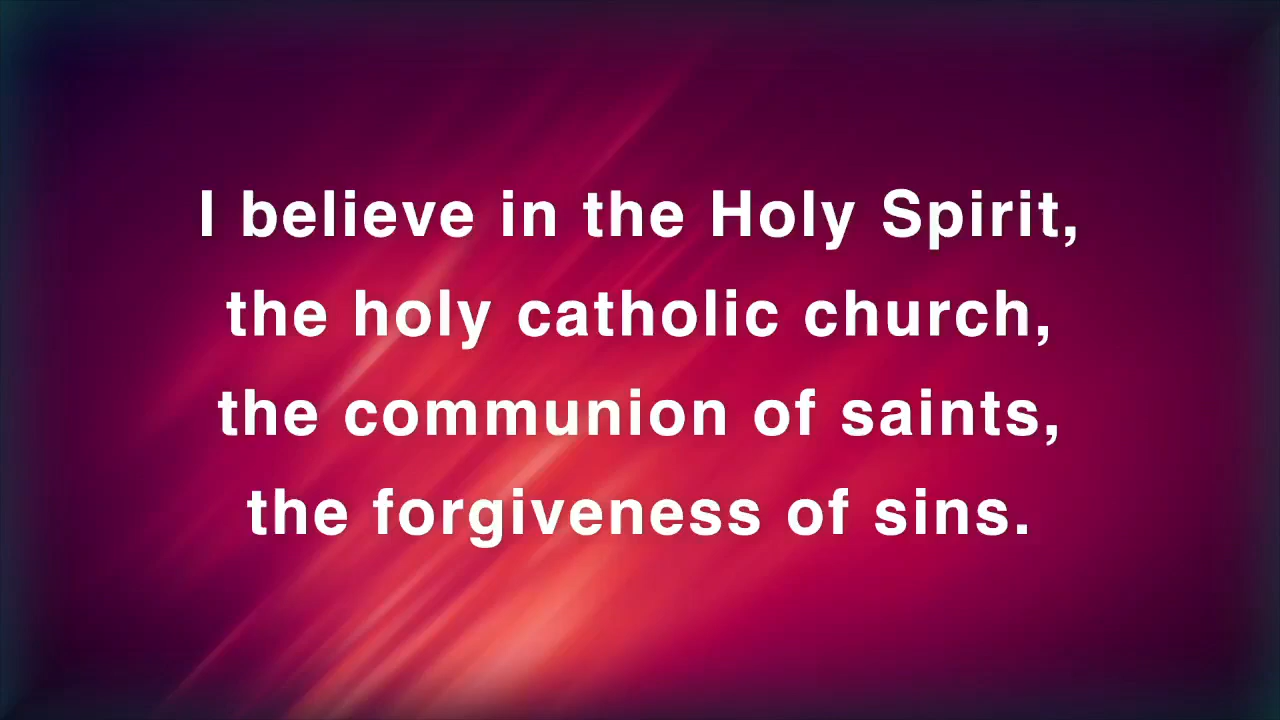 I believe in the Holy Spirit,
the holy catholic church,
the communion of saints,
the forgiveness of sins.